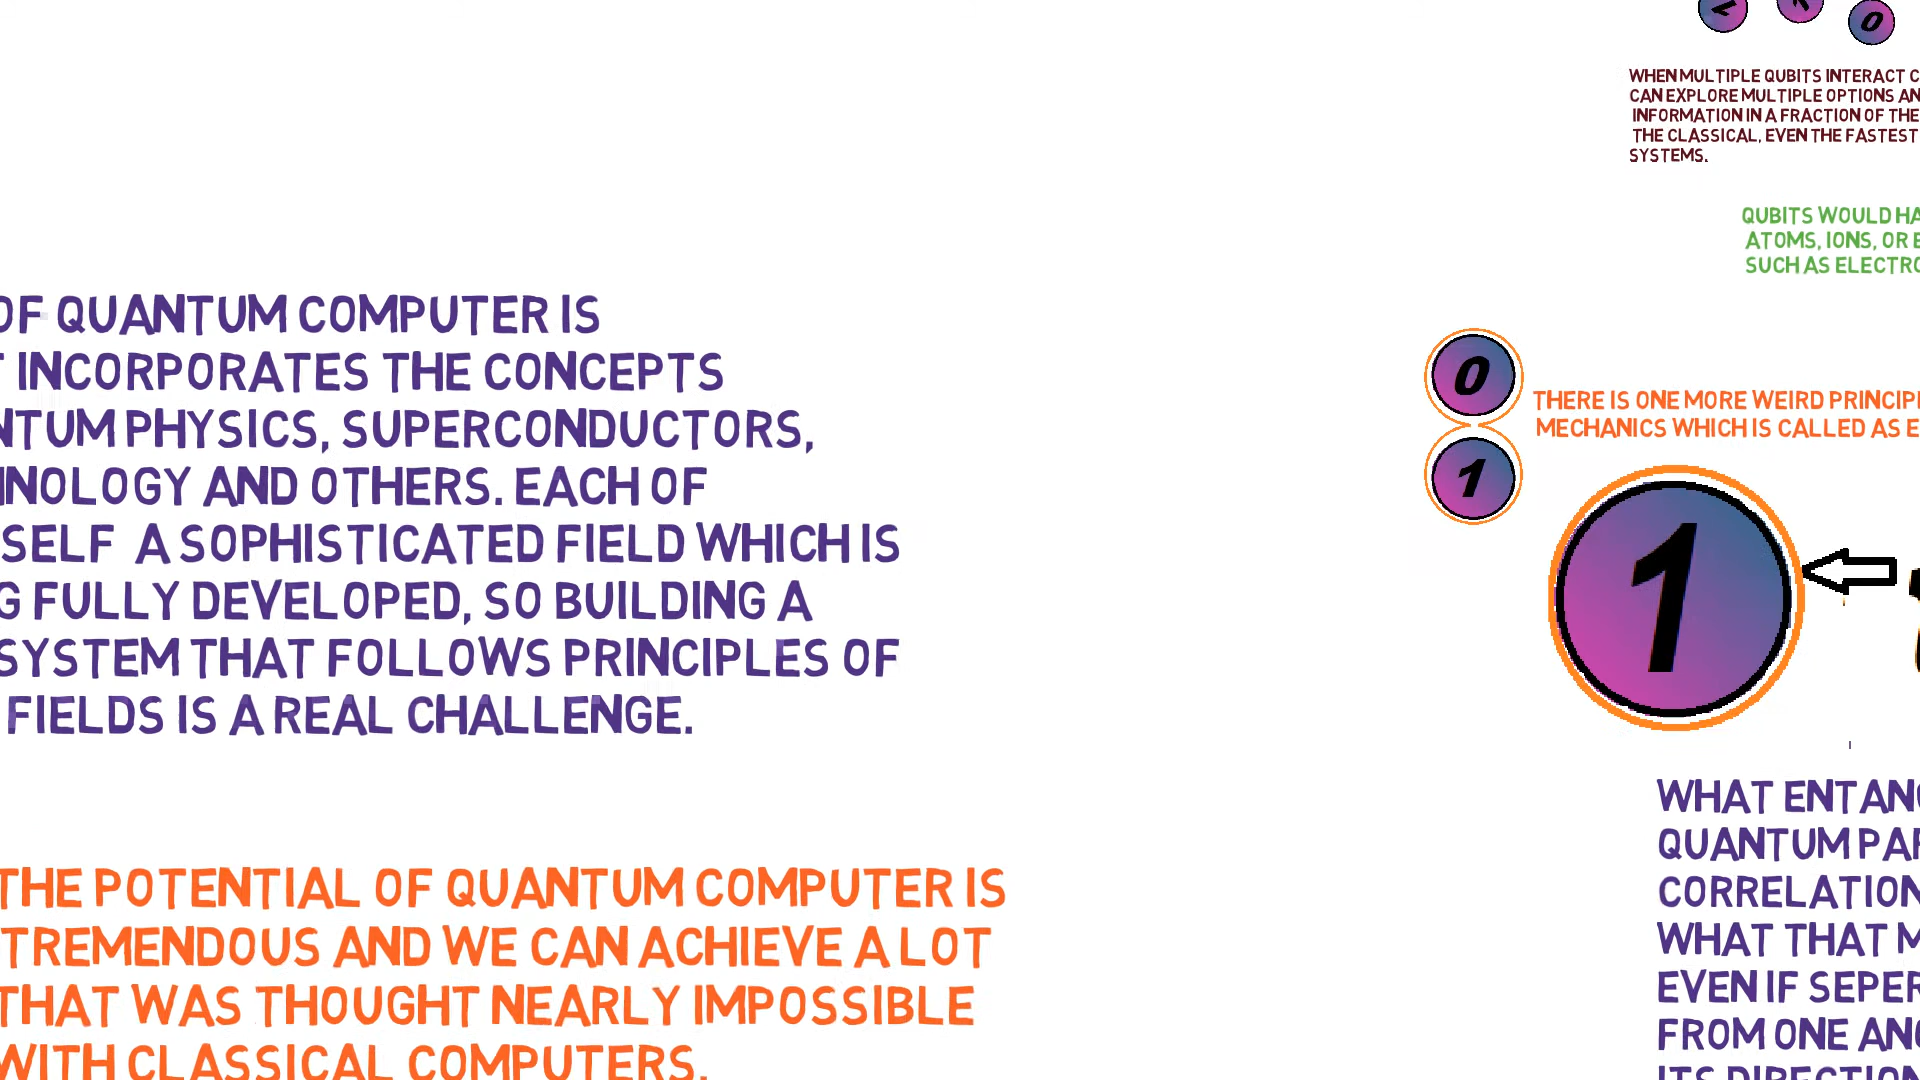 OF QUANTUM COMPUTER IS
INCORPORATES THE CONCEPTS
PHYSICS, SUPERCONDUCTORS,
AND OTHERS. EACH OF
A SOPHISTICATED FIELD WHICH IS
FULLY DEVELOPED, SO BUILDING A
SYSTEM THAT FOLLOWS PRINCIPLES OF
FIELDS IS A REAL CHALLENGE.
THE POTENTIAL OF QUANTUM COMPUTER IS
TREMENDOUS AND WE CAN ACHIEVE A LOT
THAT WAS THOUGHT NEARLY IMPOSSIBLE
WITH CLASSICAL COMPUTERS.
0
WHEN MULTIPLE QUBITS INTERACT
CAN EXPLORE MULTIPLE OPTIONS
INFORMATION IN A FRACTION OF THE
THE CLASSICAL, EVEN THE FASTEST
SYSTEMS.
QUBITS WOULD
ATOMS, IONS, OR
SUCH AS
0
1
THERE IS ONE MORE WEIRD
MECHANICS WHICH IS CALLED AS
1
WHAT
QUANTUM
WHAT THAT
EVEN IF
FROM ONE
ITS